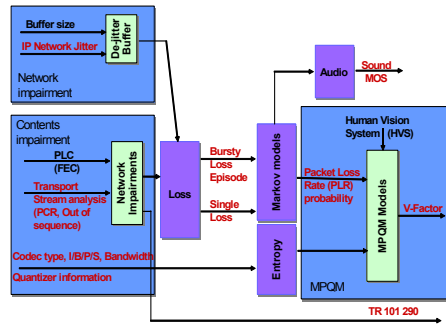 Buffer size
IP Network Jitter
De-jitter
Buffer
Network
impairment
Sound
MOS
Audio
Contents
impairment
PLC
(FEC)
Transport
Stream analysis
(PCR, Out of
sequence)
Network
Impairments
Loss
Bursty
Loss
Episode
Single
Loss
Markov models
Human Vision
System (HVS)
Packet Loss
Rate (PLR)
probability
MPQM Models
V-Factor
Codec type, I/B/P/S, Bandwidth
Quantizer information
Entropy
MPQM
TR 101 290